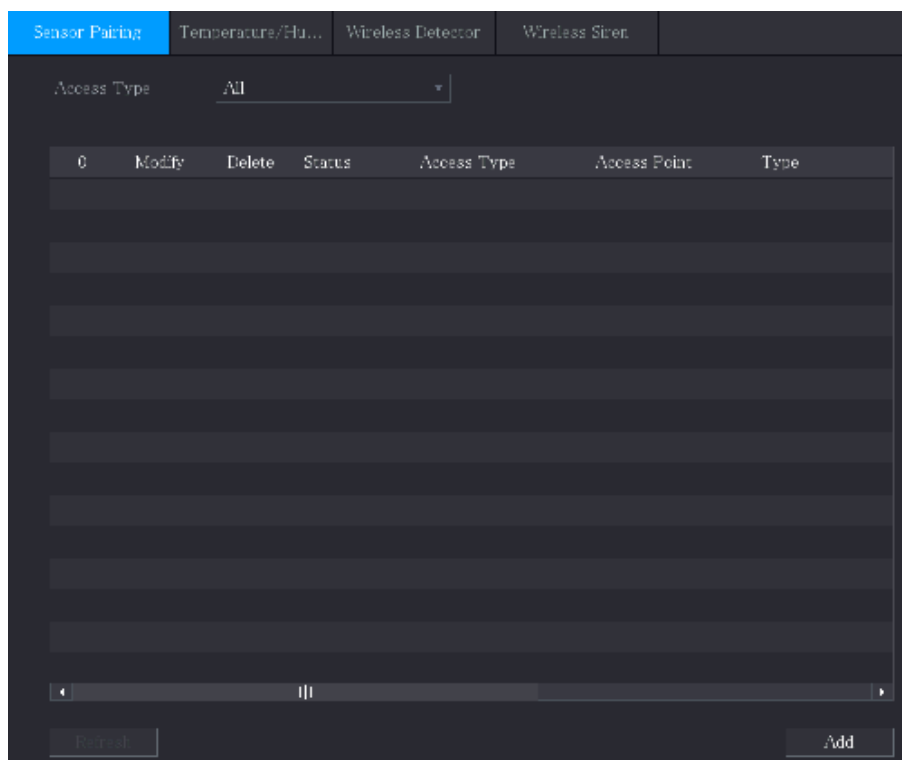 Sensor Pairing Temperature/Hu... Wireless Detector Wireless Siren
Access Type All
0 Modify Delete Status Access Type Access Point Type
Refresh Add